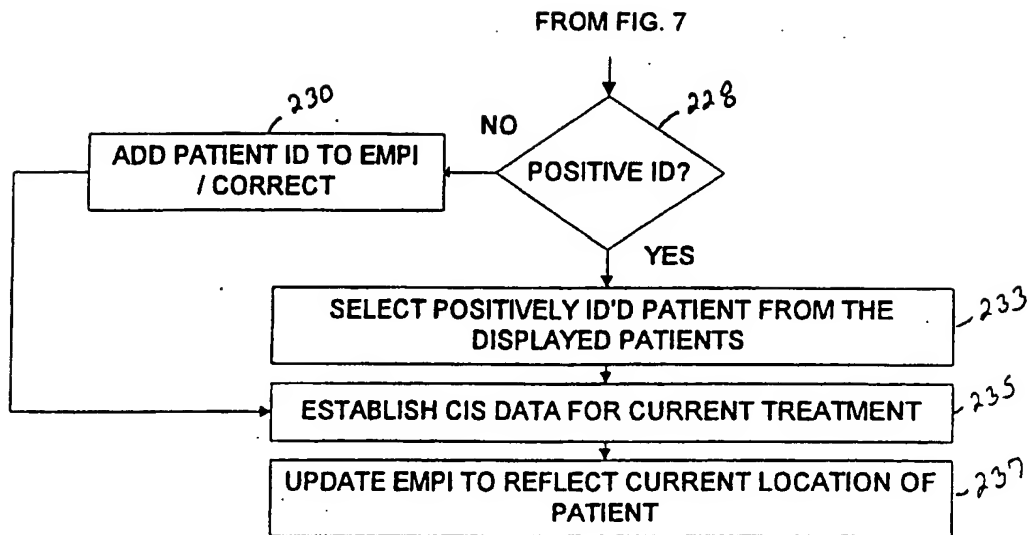 FROM FIG. 7
228
POSITIVE ID?
NO
230
ADD PATIENT ID TO EMPI
/ CORRECT
YES
SELECT POSITIVELY ID'D PATIENT FROM THE
DISPLAYED PATIENTS
233
ESTABLISH CIS DATA FOR CURRENT TREATMENT
235
UPDATE EMPI TO REFLECT CURRENT LOCATION OF
PATIENT
237